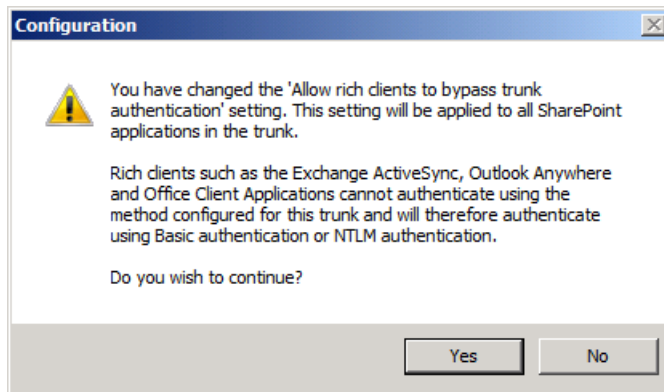 Configuration
You have changed the 'Allow rich clients to bypass trunk
authentication' setting. This setting will be applied to all SharePoint
applications in the trunk.
Rich clients such as the Exchange ActiveSync, Outlook Anywhere
and Office Client Applications cannot authenticate using the
method configured for this trunk and will therefore authenticate
using Basic authentication or NTLM authentication.
Do you wish to continue?
Yes
No